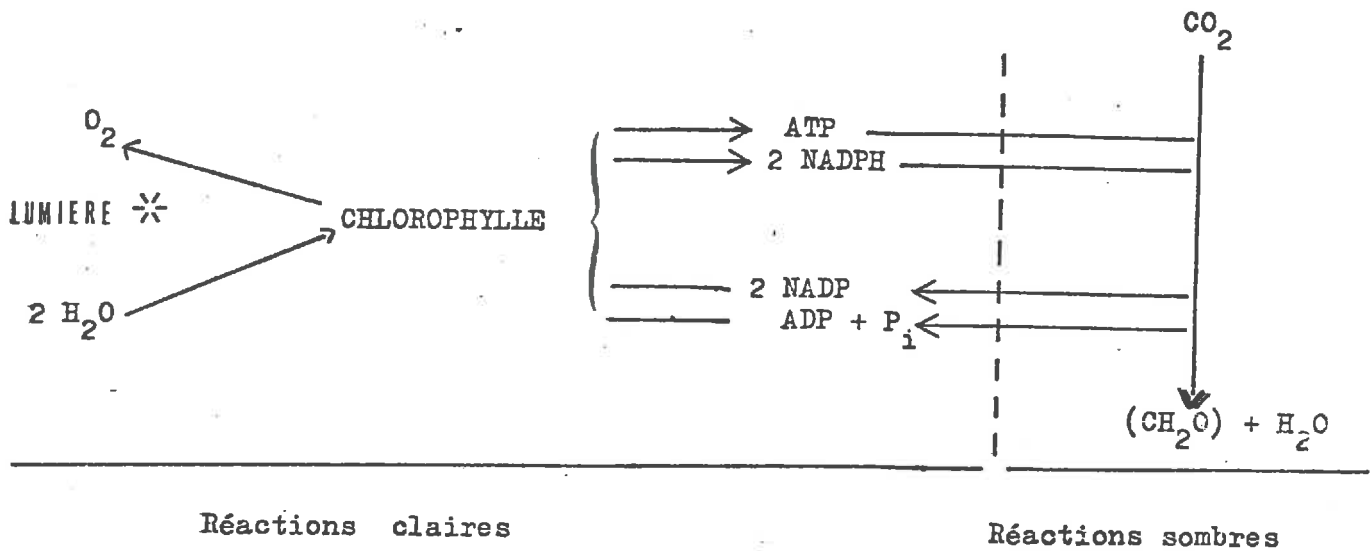 CO2
O2
ATP
2 NADPH
LUMIERE
CHLOROPHYLLE
2 H2O
2 NADP
ADP + Pi
(CH2O) + H2O
Réactions claires
Réactions sombres